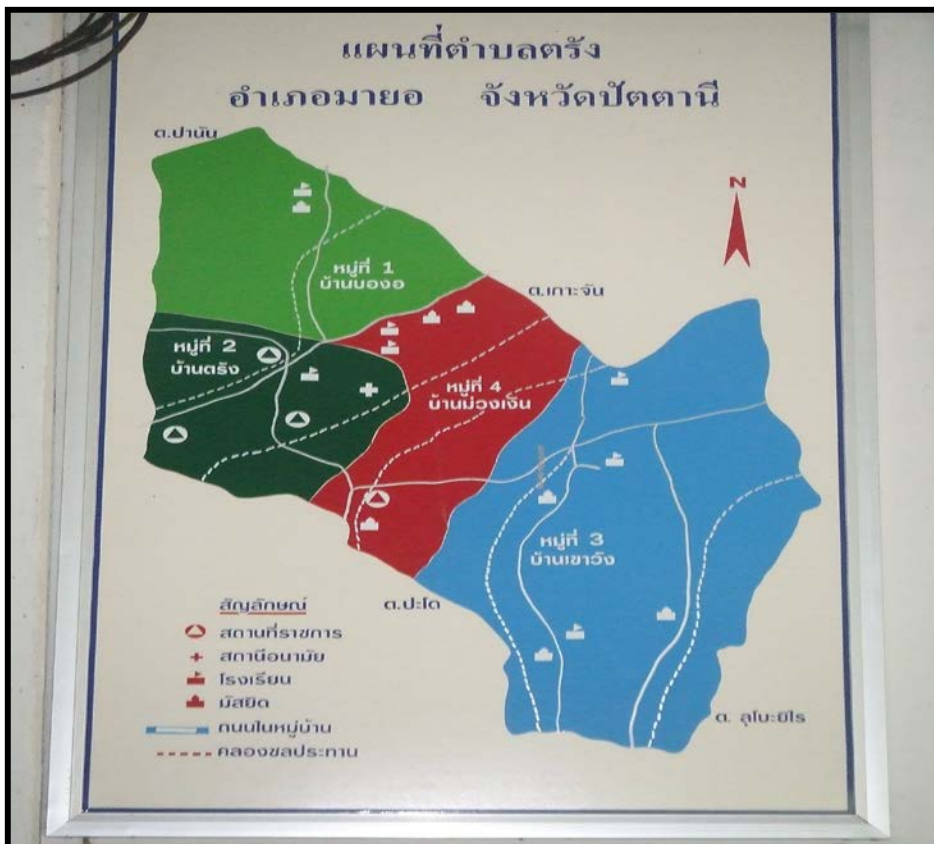 แผนที่ตำบลตรัง
อำเภอมายอ จังหวัดปัตตานี
ต.ปานัน
N
หมู่ที่ 1
บ้านบองอ
ต.เกาะจัน
หมู่ที่ 2
บ้านตรัง
หมู่ที่ 4
บ้านม่วงเงิน
หมู่ที่ 3
บ้านเขาวัง
ต.ปะโด
ต. ลุโบะยิไร
สัญลักษณ์
สถานที่ราชการ
สถานีอนามัย
โรงเรียน
มัสยิด
ถนนในหมู่บ้าน
คลองชลประทาน